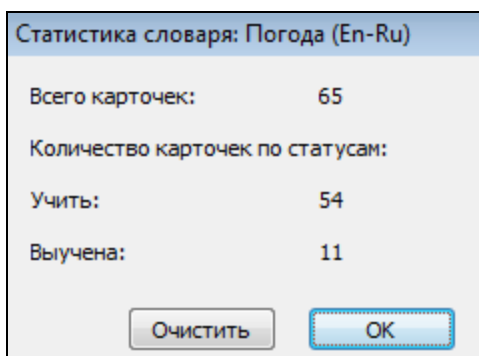 Статистика словаря: Погода (En-Ru)
Всего карточек: 65
Количество карточек по статусам:
Учить: 54
Выучена: 11
Очистить OK